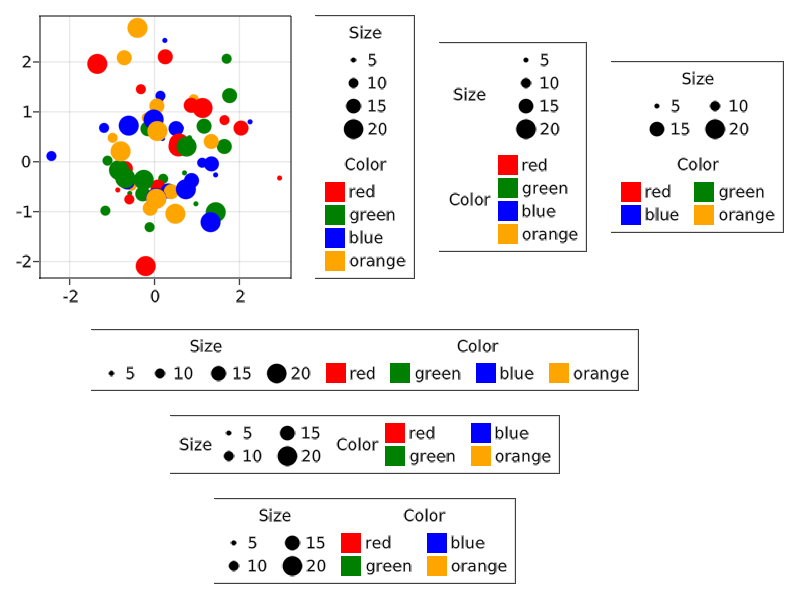 2
1
0
-1
-2
-2 0 2
Size
5
10
15
20
Color
red
green
blue
orange
Size
5
10
15
20
Color
red
green
blue
orange
Size
5 10
15 20
Color
red green
blue orange
Size Color
5 10 15 20 red green blue orange
Size 5 15 Color red blue
10 20 green orange
Size Color
5 15 red blue
10 20 green orange